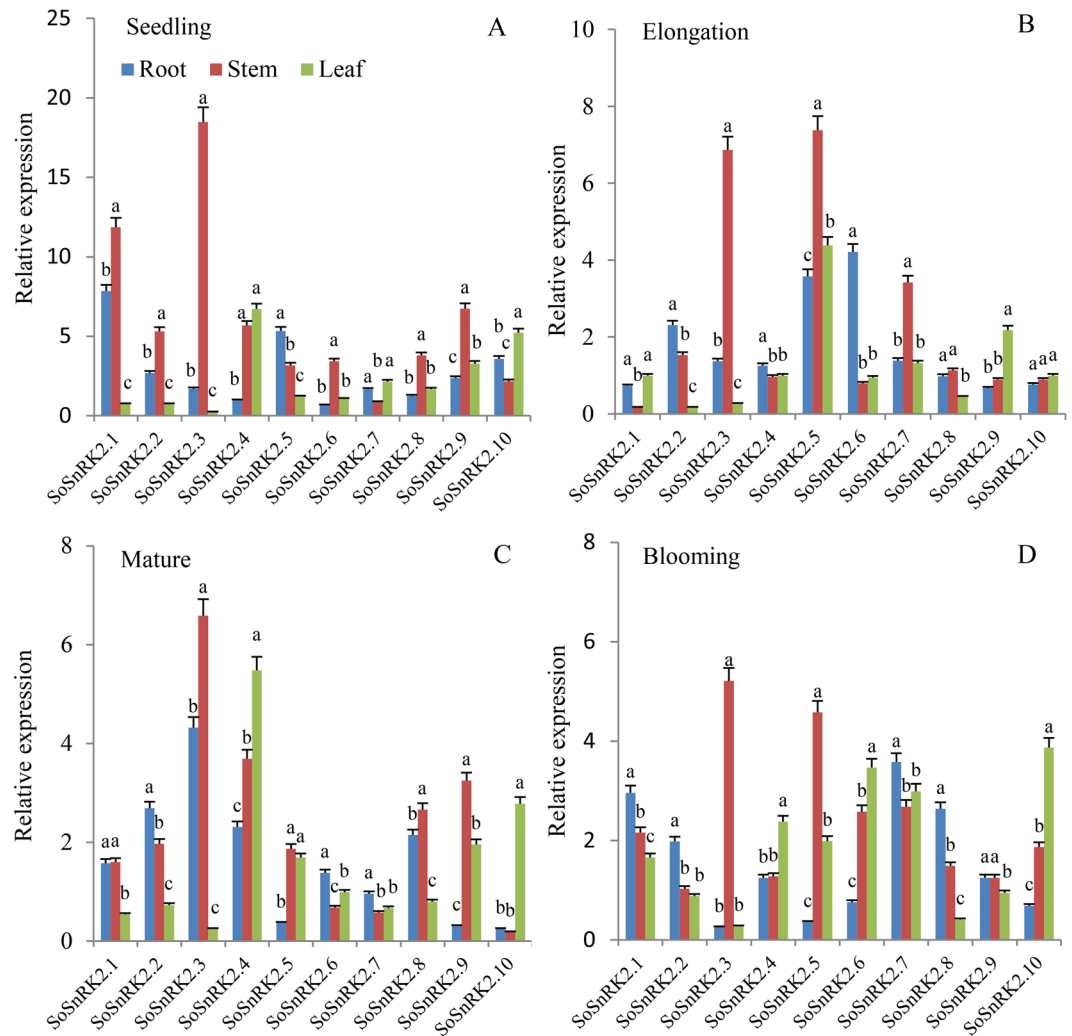 Seedling
A
Root Stem Leaf
Relative expression
25
20
15
10
5
0
b a c
b a c
b a c
b a a
a b c
b a b
a b a
b a b
c a b
b c a
SoSnRK2.1
SoSnRK2.2
SoSnRK2.3
SoSnRK2.4
SoSnRK2.5
SoSnRK2.6
SoSnRK2.7
SoSnRK2.8
SoSnRK2.9
SoSnRK2.10
Elongation
B
Relative expression
10
8
6
4
2
0
a b a
a b c
b a c
a bb
c a b
a b b
b a b
a a b
b b a
a a a
SoSnRK2.1
SoSnRK2.2
SoSnRK2.3
SoSnRK2.4
SoSnRK2.5
SoSnRK2.6
SoSnRK2.7
SoSnRK2.8
SoSnRK2.9
SoSnRK2.10
Mature
C
Relative expression
8
6
4
2
0
aa b
a b c
b a c
c b a
b a a
a c b
a b b
b a c
c a b
bb a
SoSnRK2.1
SoSnRK2.2
SoSnRK2.3
SoSnRK2.4
SoSnRK2.5
SoSnRK2.6
SoSnRK2.7
SoSnRK2.8
SoSnRK2.9
SoSnRK2.10
Blooming
D
Relative expression
8
6
4
2
0
a b c
a b b
b a b
bb a
c a b
c b a
a b b
a b c
aa b
c b a
SoSnRK2.1
SoSnRK2.2
SoSnRK2.3
SoSnRK2.4
SoSnRK2.5
SoSnRK2.6
SoSnRK2.7
SoSnRK2.8
SoSnRK2.9
SoSnRK2.10